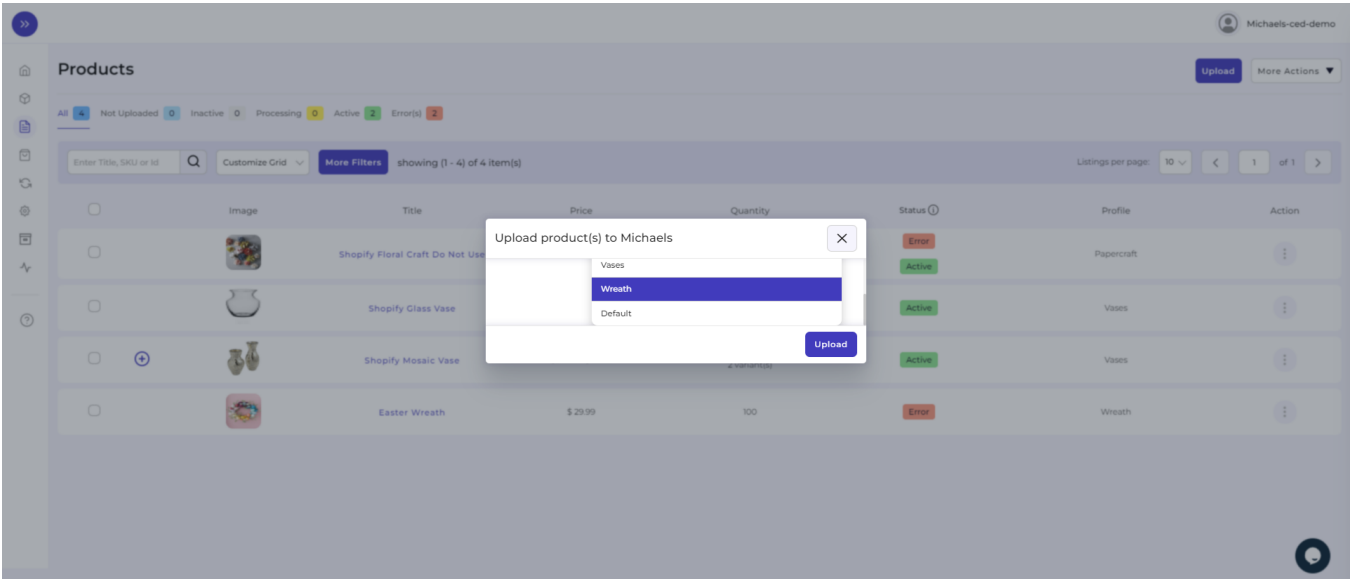 Michaels-ced-demo
Products
Upload
More Actions
All 4 Not Uploaded 0 Inactive 0 Processing 0 Active 2 Error(s) 2
Enter Title, SKU or Id
Customize Grid
More Filters
showing (1 - 4) of 4 item(s)
Listings per page: 10
1 of 1
Image Title Price Quantity Status Profile Action
Upload product(s) to Michaels
Vases
Wreath
Default
Upload
Shopify Floral Craft Do Not Use
Error
Active
Papercraft
Shopify Glass Vase
Active
Vases
Shopify Mosaic Vase
2 variant(s)
Active
Vases
Easter Wreath
$ 29.99
100
Error
Wreath